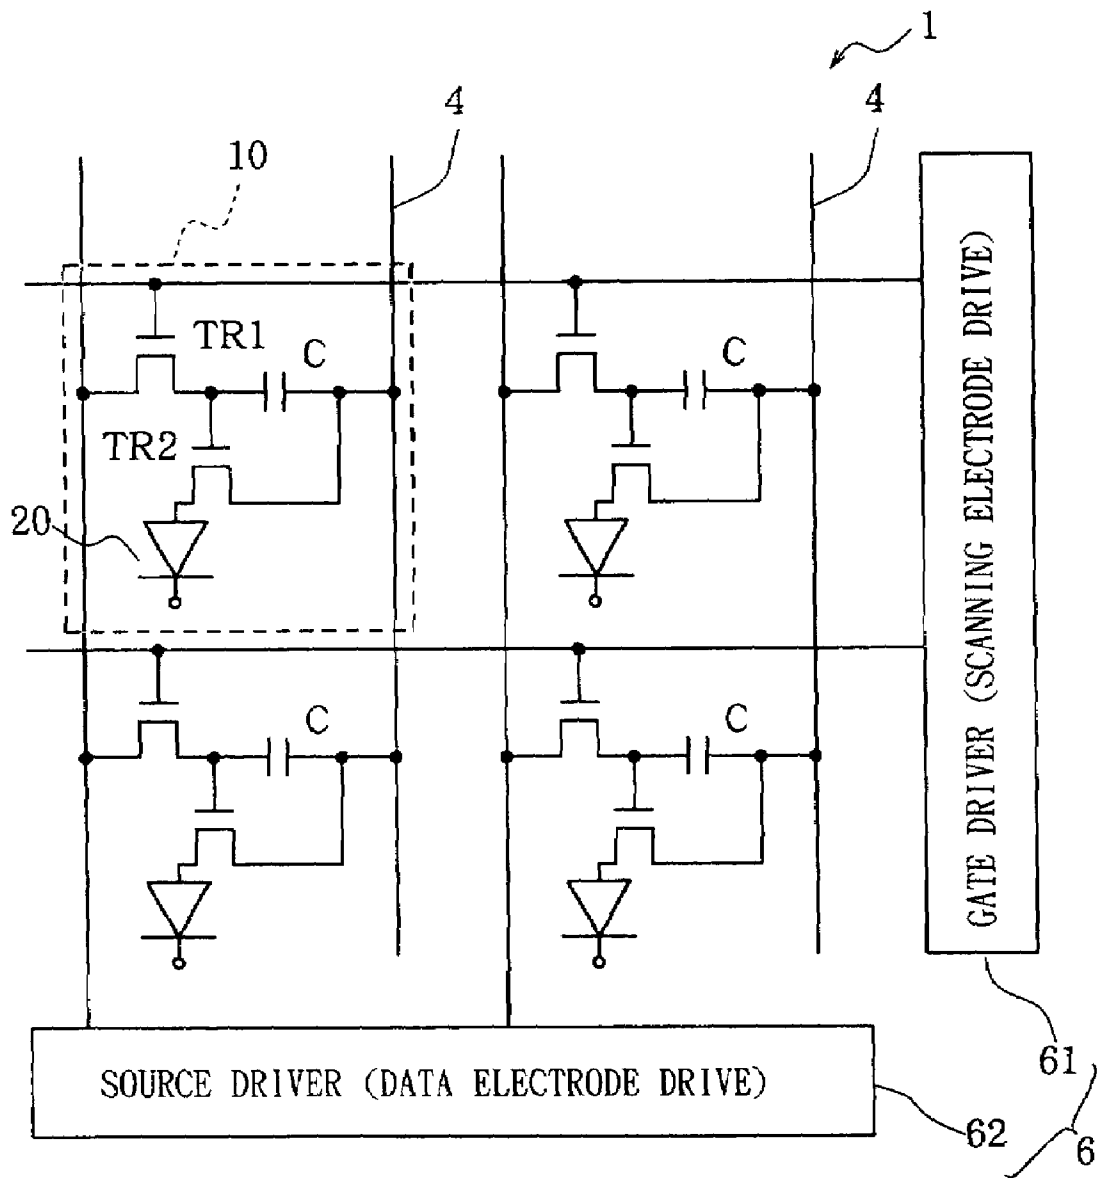 1
4
4
10
TR1
C
C
TR2
20
C
C
GATE DRIVER (SCANNING ELECTRODE DRIVE)
SOURCE DRIVER (DATA ELECTRODE DRIVE)
61
62
6